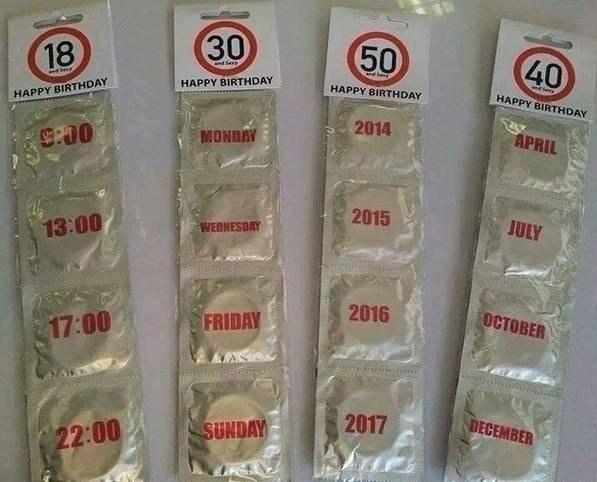 18
and Sexy
HAPPY BIRTHDAY
9:00
13:00
17:00
22:00
30
and Sexy
HAPPY BIRTHDAY
MONDAY
WEDNESDAY
FRIDAY
SUNDAY
50
and Sexy
HAPPY BIRTHDAY
2014
2015
2016
2017
40
and Sexy
HAPPY BIRTHDAY
APRIL
JULY
OCTOBER
DECEMBER